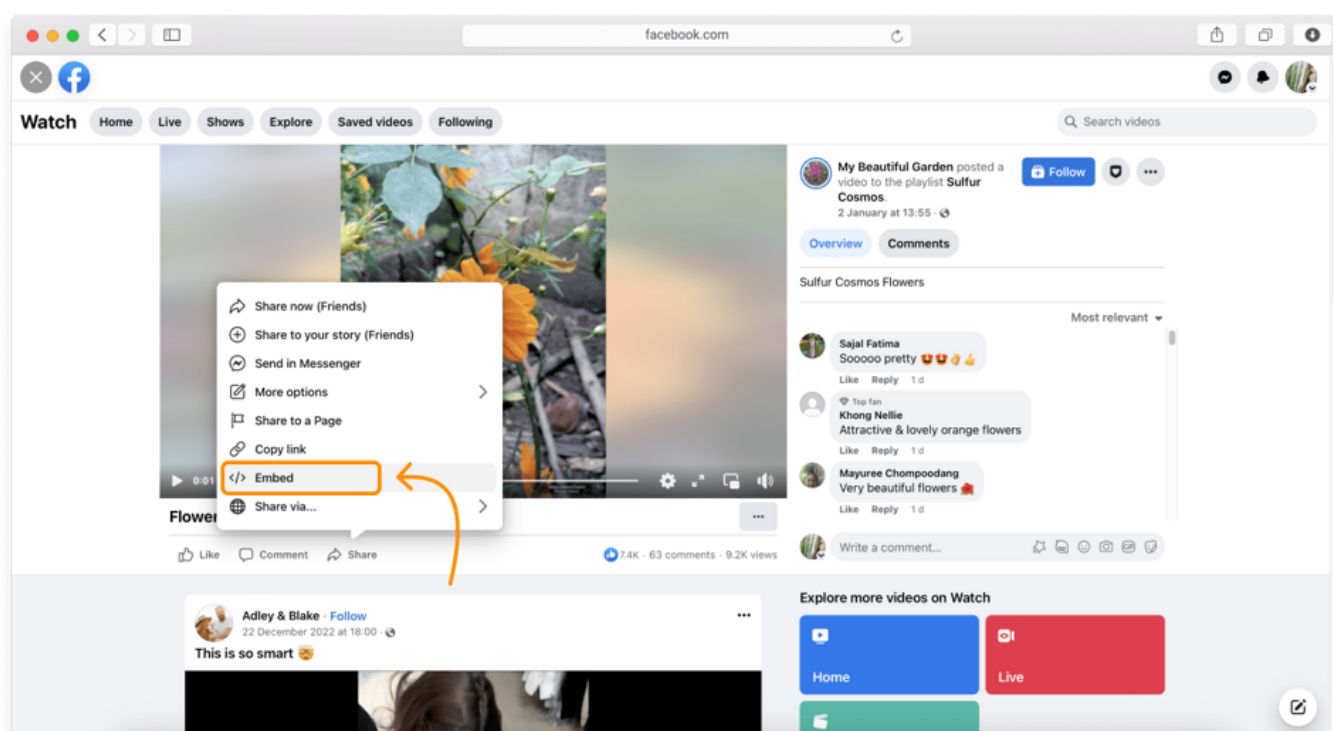 facebook.com
Watch
Home
Live
Shows
Explore
Saved videos
Following
Search videos
My Beautiful Garden posted a
video to the playlist Sulfur
Cosmos.
2 January at 13:55 ·
Follow
Overview
Comments
Sulfur Cosmos Flowers
Most relevant
Sajal Fatima
Sooooo pretty 😍😍👌👍
Like Reply 1 d
Top fan
Khong Nellie
Attractive & lovely orange flowers
Like Reply 1 d
Mayuree Chompoodang
Very beautiful flowers 🌺
Like Reply 1 d
Write a comment...
GIF
Share now (Friends)
Share to your story (Friends)
Send in Messenger
More options
Share to a Page
Copy link
</> Embed
Share via...
0:01
Flower
Like
Comment
Share
7.4K · 63 comments · 9.2K views
Adley & Blake · Follow
22 December 2022 at 18:00 ·
This is so smart 🤯
Explore more videos on Watch
Home
Live